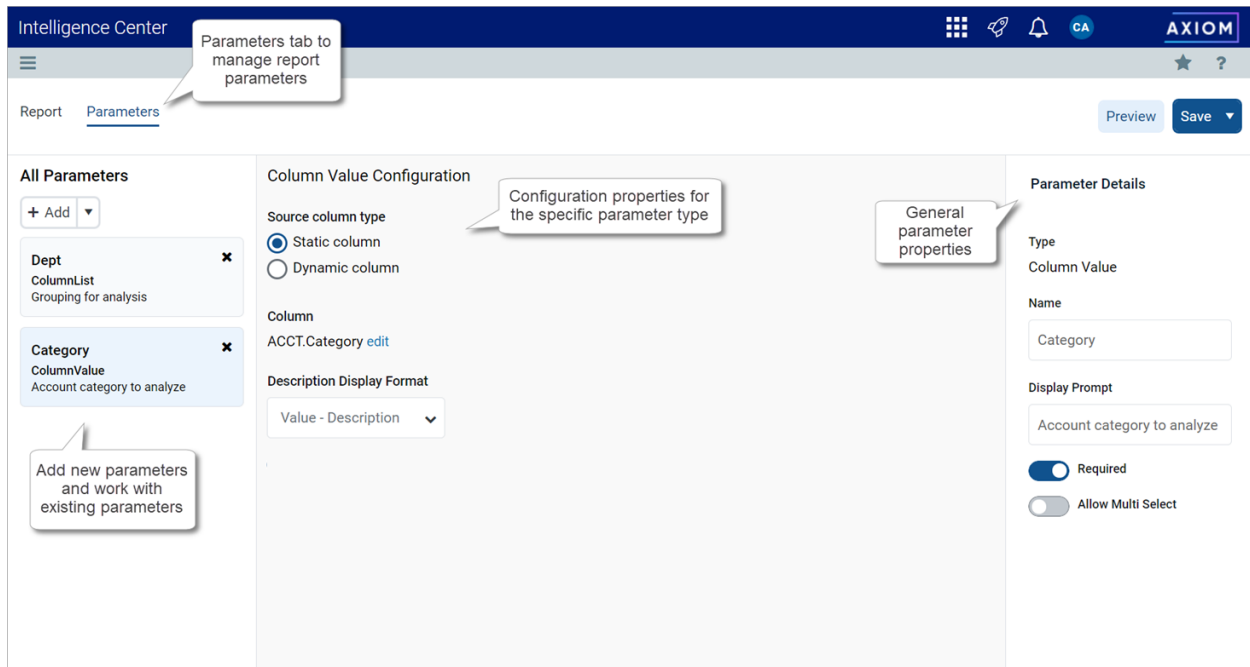 Intelligence Center
CA
AXIOM
Parameters tab to
manage report
parameters
?
Report
Parameters
Preview
Save
All Parameters
+ Add
Dept
ColumnList
Grouping for analysis
Category
ColumnValue
Account category to analyze
Add new parameters
and work with
existing parameters
Column Value Configuration
Configuration properties for
the specific parameter type
Source column type
Static column
Dynamic column
Column
ACCT.Category edit
Description Display Format
Value - Description
General
parameter
properties
Parameter Details
Type
Column Value
Name
Category
Display Prompt
Account category to analyze
Required
Allow Multi Select